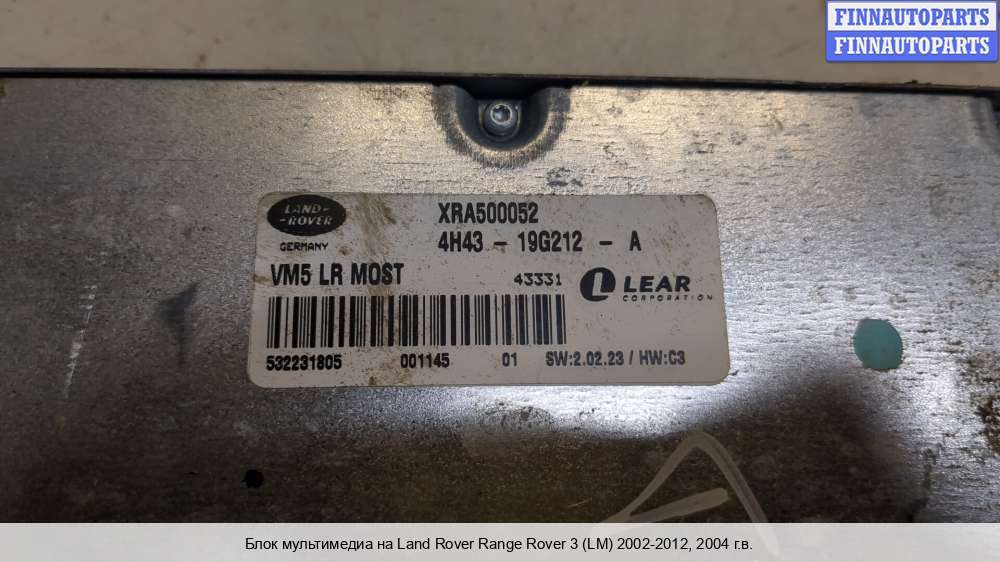 FINNAUTOPARTS
FINNAUTOPARTS
LAND-
-ROVER
GERMANY
XRA500052
4H43 - 19G212 - A
VM5 LR MOST
43331
LEAR
CORPORATION
532231805 001145 01 SW:2.02.23 / HW:C3
Блок мультимедиа на Land Rover Range Rover 3 (LM) 2002-2012, 2004 г.в.